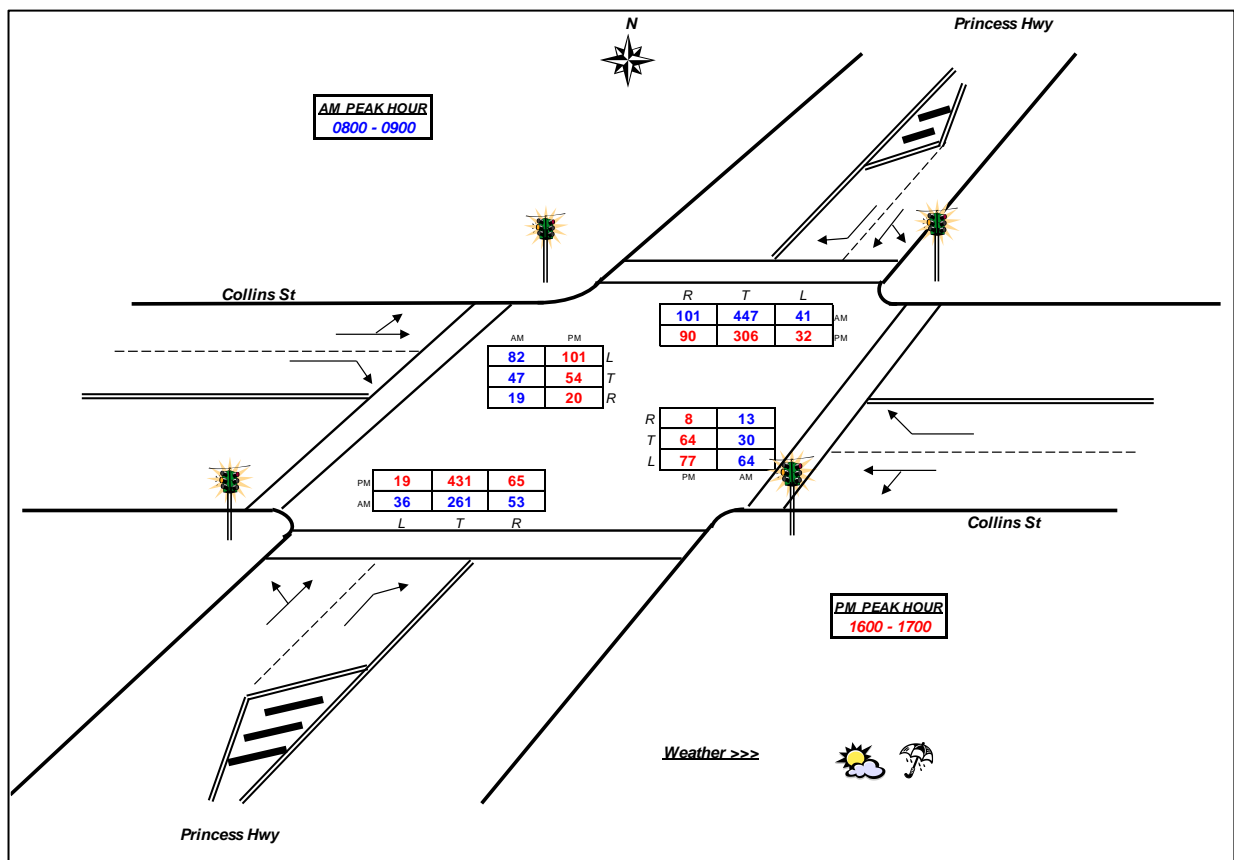 N
Princess Hwy
AM PEAK HOUR
0800 - 0900
Collins St
R T L
101 447 41 AM
90 306 32 PM
AM PM
82 101 L
47 54 T
19 20 R
R 8 13
T 64 30
L 77 64
PM AM
PM 19 431 65
AM 36 261 53
L T R
Collins St
PM PEAK HOUR
1600 - 1700
Weather >>>
Princess Hwy